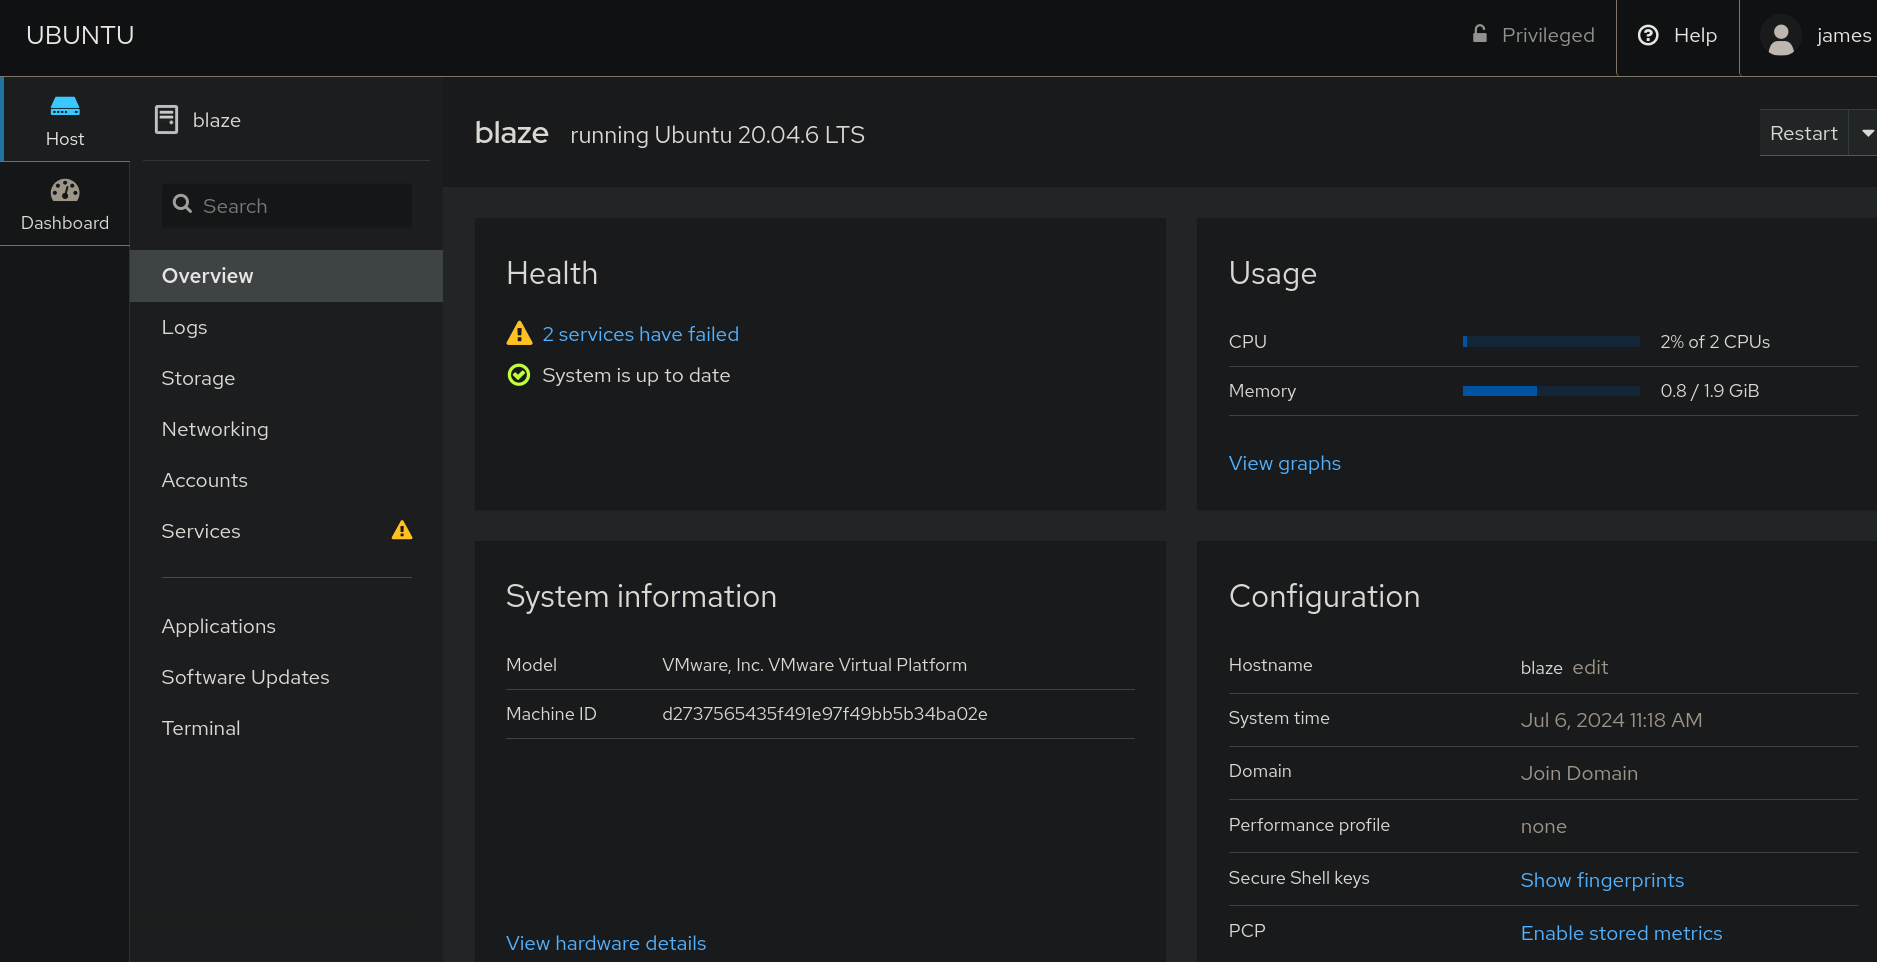 UBUNTU
Privileged
Help
james
Host
Dashboard
blaze
Search
Overview
Logs
Storage
Networking
Accounts
Services
Applications
Software Updates
Terminal
blaze running Ubuntu 20.04.6 LTS
Restart
Health
2 services have failed
System is up to date
Usage
CPU 2% of 2 CPUs
Memory 0.8 / 1.9 GiB
View graphs
System information
Model VMware, Inc. VMware Virtual Platform
Machine ID d2737565435f491e97f49bb5b34ba02e
View hardware details
Configuration
Hostname blaze edit
System time Jul 6, 2024 11:18 AM
Domain Join Domain
Performance profile none
Secure Shell keys Show fingerprints
PCP Enable stored metrics